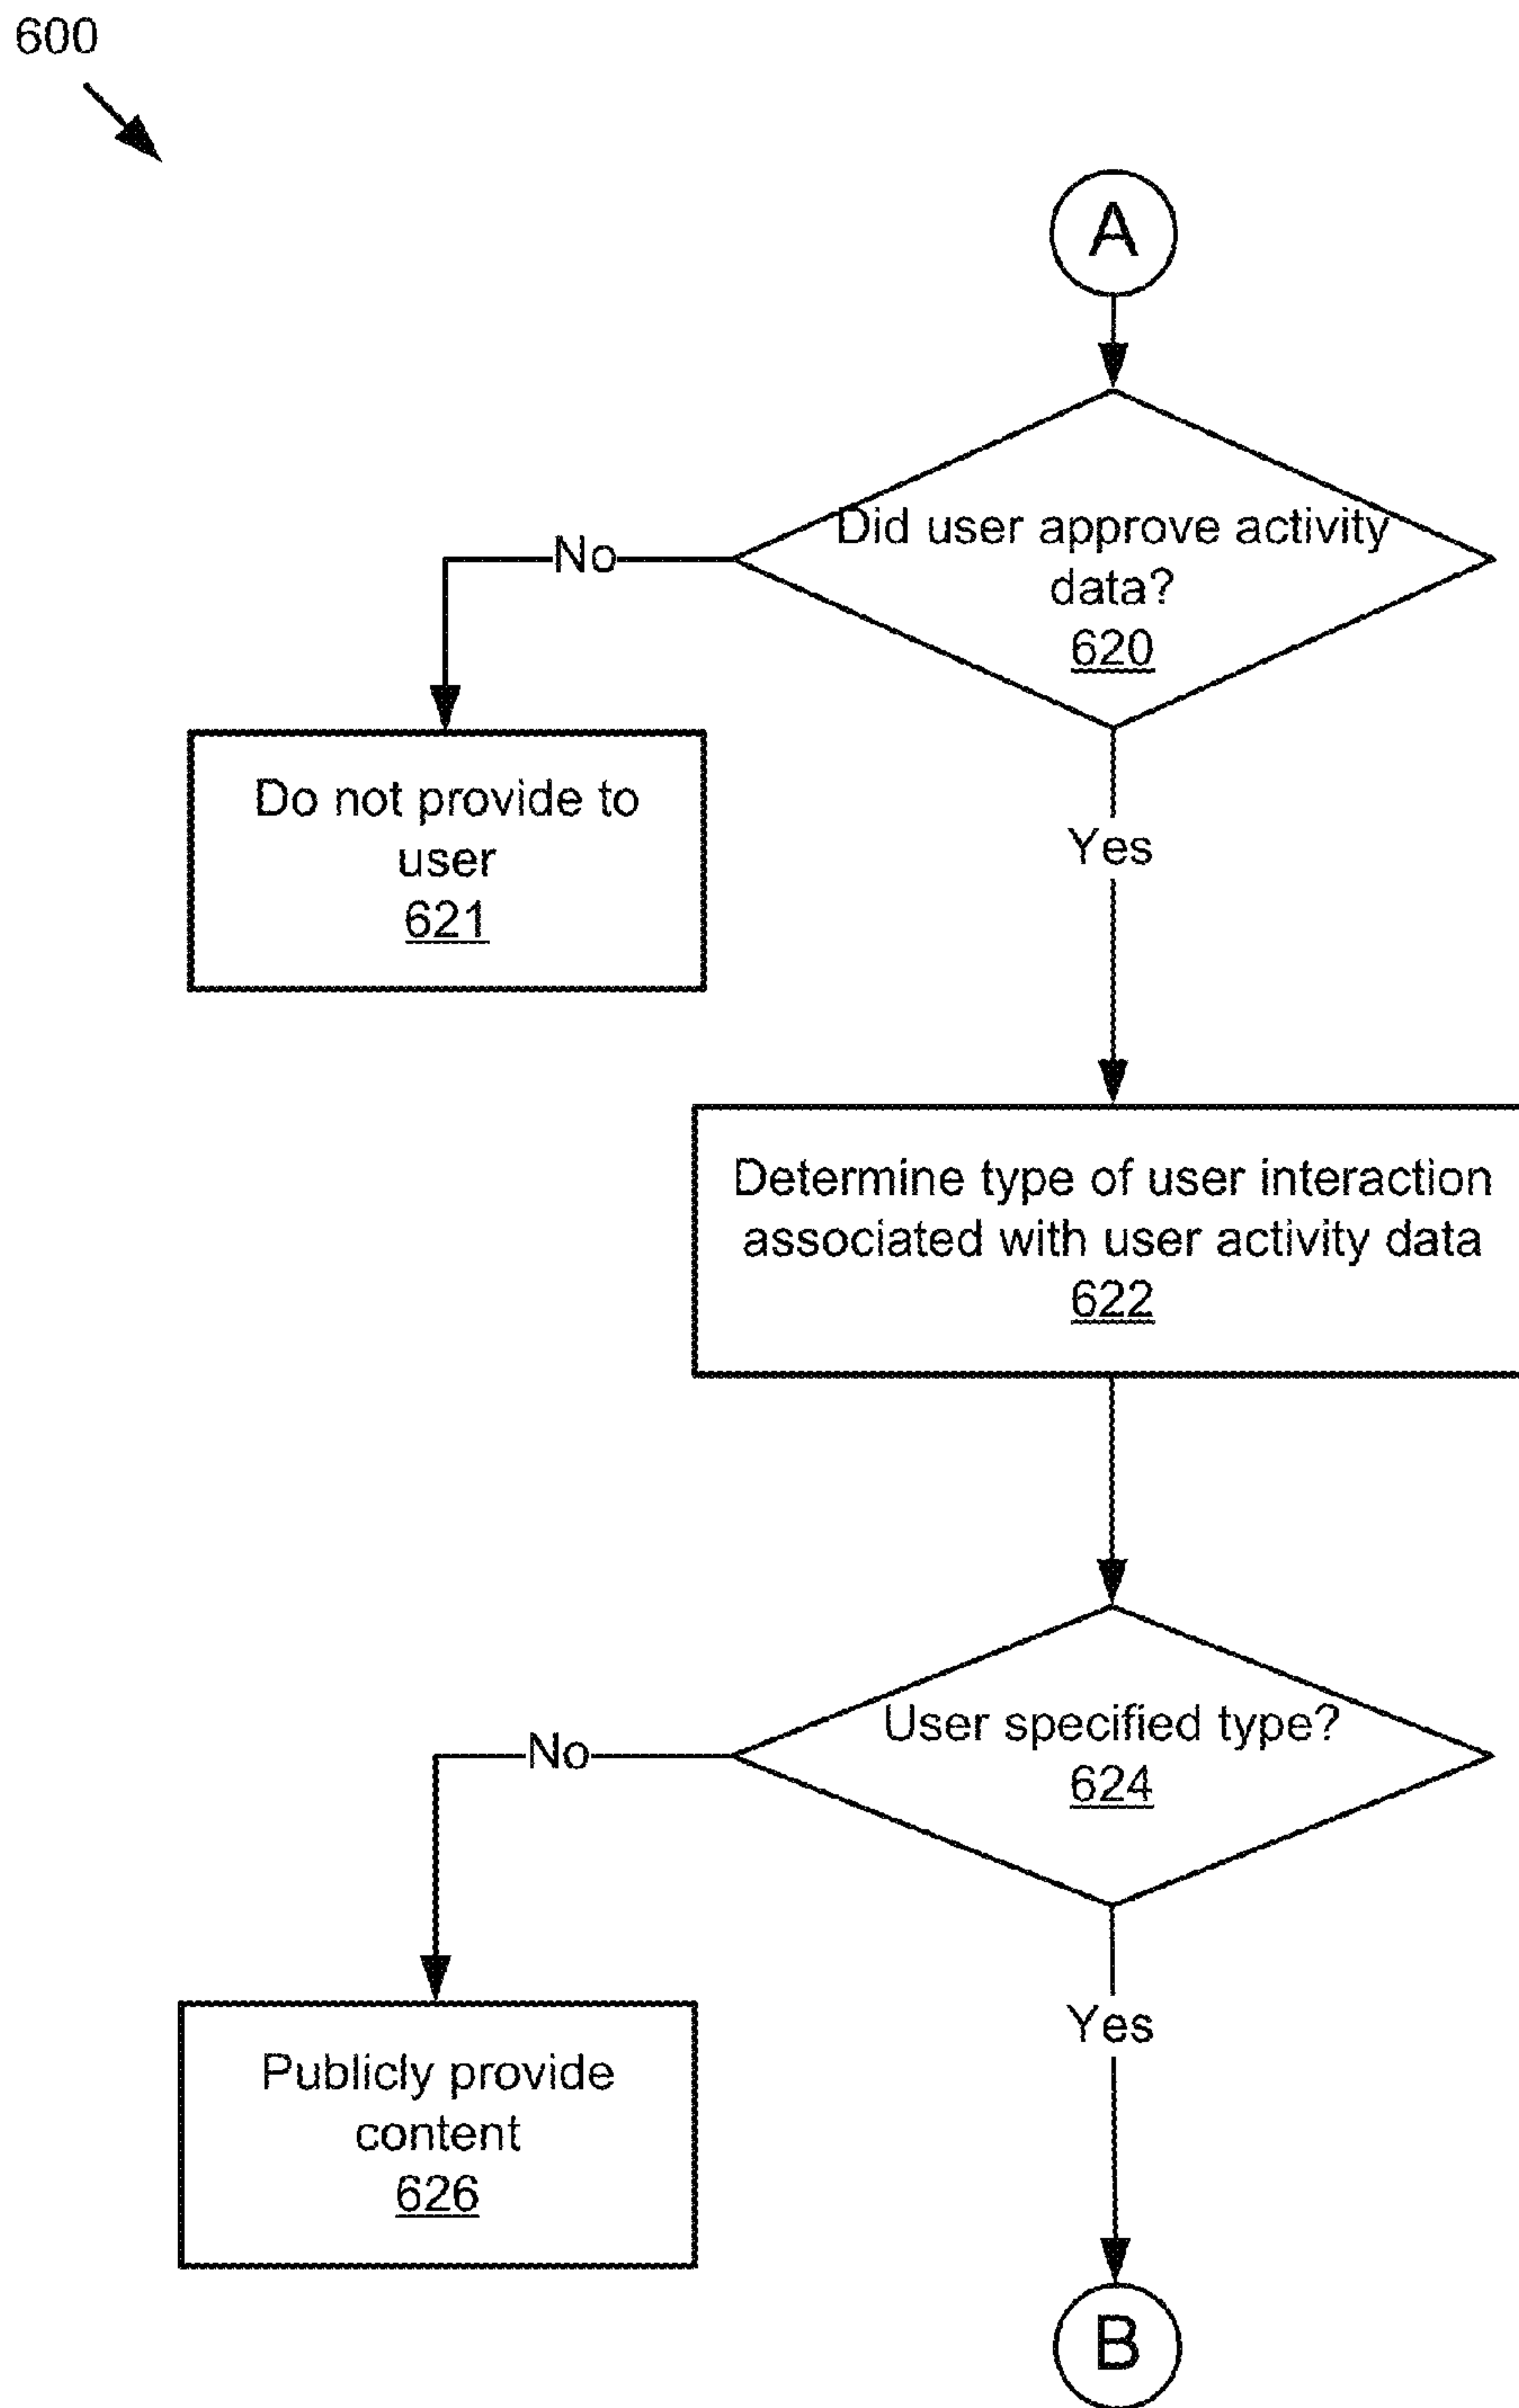 600
A
Did user approve activity
data?
620
No
Do not provide to
user
621
Yes
Determine type of user interaction
associated with user activity data
622
User specified type?
624
No
Publicly provide
content
626
Yes
B